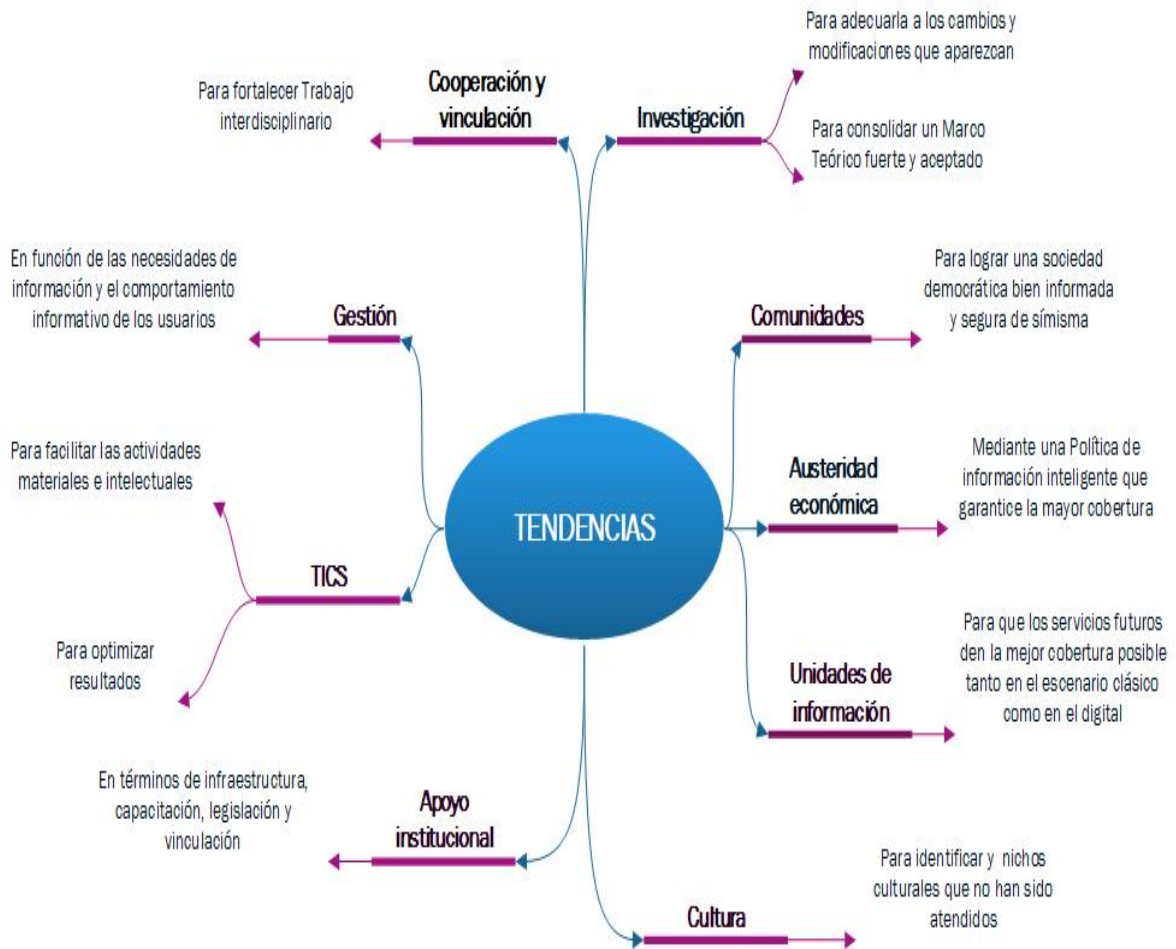 Cooperación y
vinculación
Para fortalecer Trabajo
interdisciplinario
Investigación
Para adecuarla a los cambios y
modificaciones que aparezcan
Para consolidar un Marco
Teórico fuerte y aceptado
Gestión
En función de las necesidades de
información y el comportamiento
informativo de los usuarios
Comunidades
Para lograr una sociedad
democrática bien informada
y segura de símisma
TENDENCIAS
Austeridad
económica
Mediante una Política de
información inteligente que
garantice la mayor cobertura
TICS
Para facilitar las actividades
materiales e intelectuales
Para optimizar
resultados
Unidades de
información
Para que los servicios futuros
den la mejor cobertura posible
tanto en el escenario clásico
como en el digital
Apoyo
institucional
En términos de infraestructura,
capacitación, legislación y
vinculación
Cultura
Para identificar y nichos
culturales que no han sido
atendidos